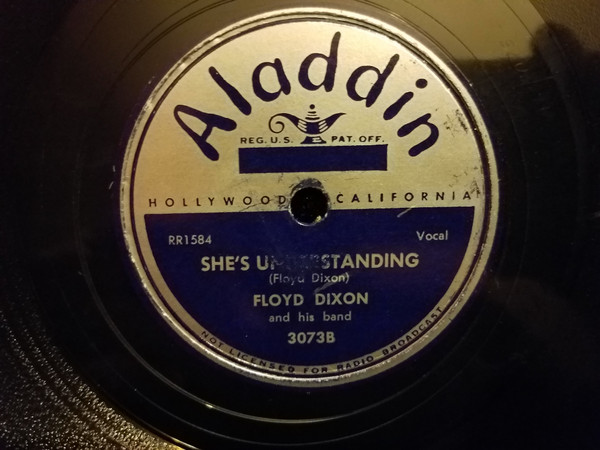 Aladdin
REG. U.S. PAT. OFF.
HOLLYWOOD CALIFORNIA
RR1584 Vocal
SHE'S UNDERSTANDING
(Floyd Dixon)
FLOYD DIXON
and his band
3073B
NOT LICENSED FOR RADIO BROADCAST